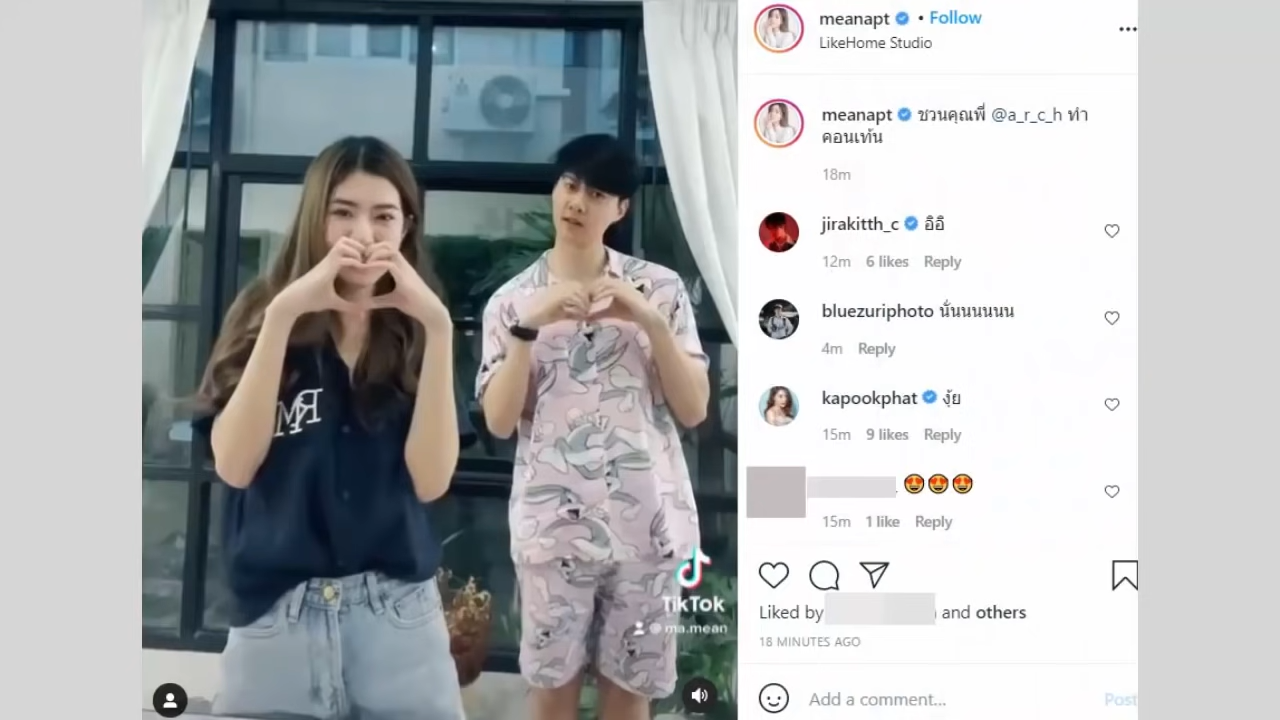 meanapt • Follow
LikeHome Studio
meanapt ชวนคุณพี่ @a_r_c_h ทำ
คอนเท้น
18m
jirakitth_c อิอิ
12m 6 likes Reply
bluezuriphoto นั่นนนนนน
4m Reply
kapookphat งุ้ย
15m 9 likes Reply
15m 1 like Reply
Liked by and others
18 MINUTES AGO
Add a comment... Post
TikTok
@ma.mean